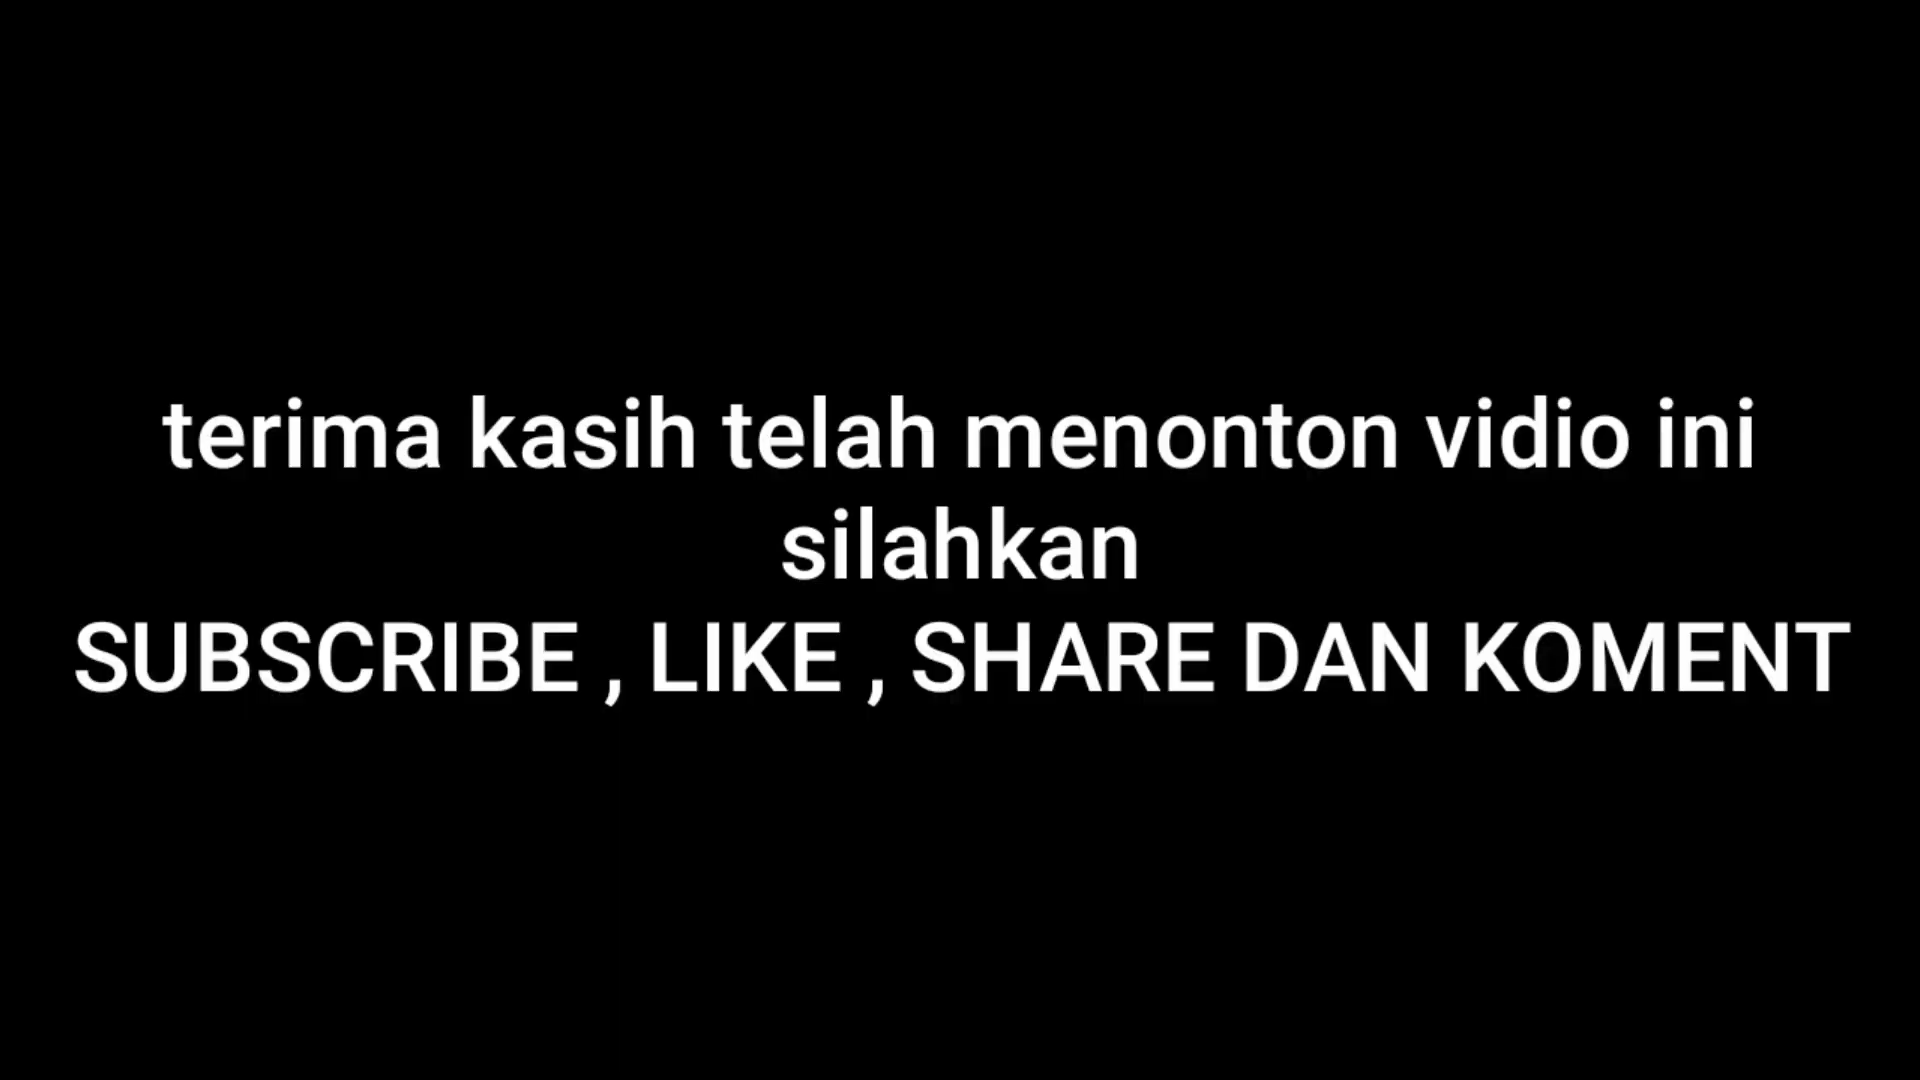 terima kasih telah menonton vidio ini
silahkan
SUBSCRIBE , LIKE , SHARE DAN KOMENT